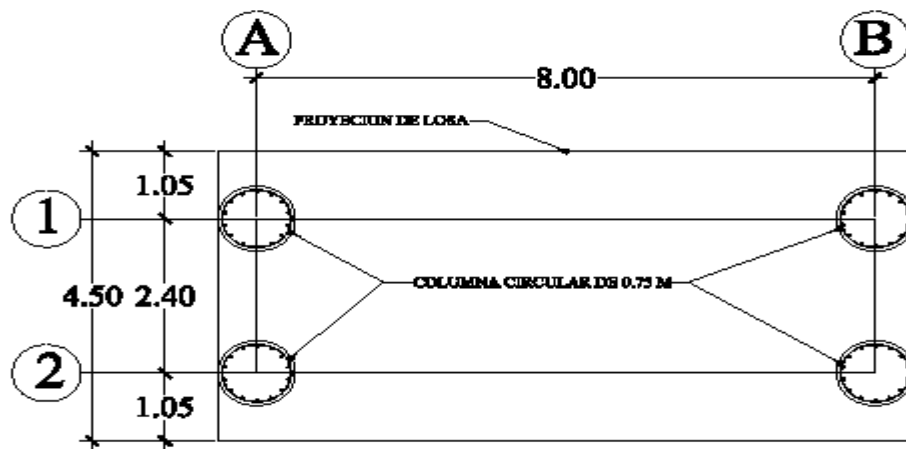 A
B
8.00
PROYECION DE LOSA
1.05
1
4.50
2.40
COLUMNA CIRCULAR DE 0.75 M
2
1.05